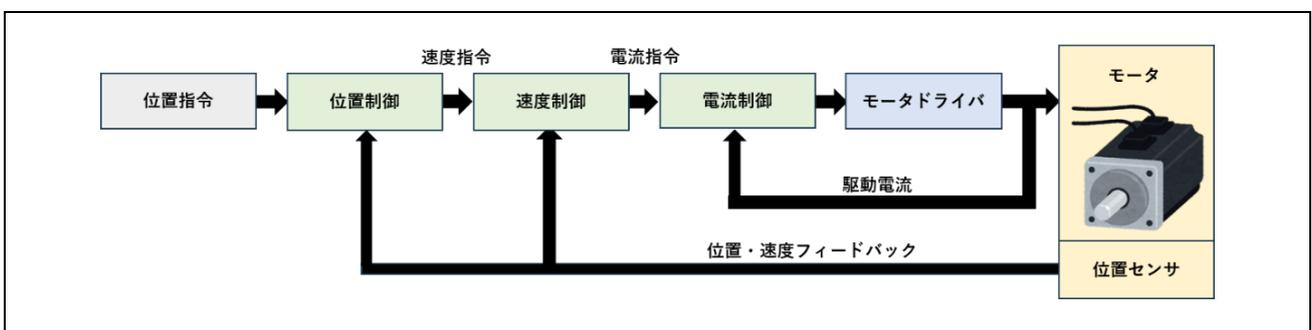 速度指令
電流指令
位置指令
位置制御
速度制御
電流制御
モータドライバ
モータ
駆動電流
位置・速度フィードバック
位置センサ